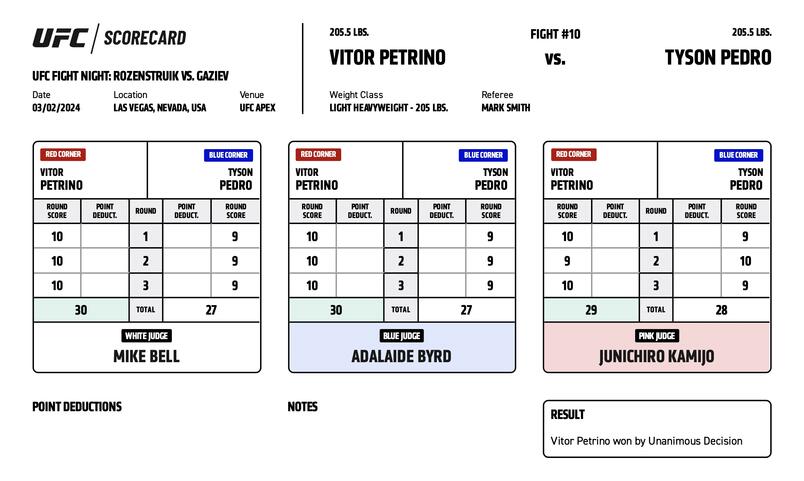 UFC / SCORECARD
UFC FIGHT NIGHT: ROZENSTRUIK VS. GAZIEV
Date Location Venue
03/02/2024 LAS VEGAS, NEVADA, USA UFC APEX
205.5 LBS. FIGHT #10 205.5 LBS.
VITOR PETRINO VS. TYSON PEDRO
Weight Class Referee
LIGHT HEAVYWEIGHT - 205 LBS. MARK SMITH
RED CORNER BLUE CORNER
VITOR TYSON
PETRINO PEDRO
ROUND SCORE POINT DEDUCT. ROUND POINT DEDUCT. ROUND SCORE
10 1 9
10 2 9
10 3 9
30 TOTAL 27
WHITE JUDGE
MIKE BELL
RED CORNER BLUE CORNER
VITOR TYSON
PETRINO PEDRO
ROUND SCORE POINT DEDUCT. ROUND POINT DEDUCT. ROUND SCORE
10 1 9
10 2 9
10 3 9
30 TOTAL 27
BLUE JUDGE
ADALAIDE BYRD
RED CORNER BLUE CORNER
VITOR TYSON
PETRINO PEDRO
ROUND SCORE POINT DEDUCT. ROUND POINT DEDUCT. ROUND SCORE
10 1 9
9 2 10
10 3 9
29 TOTAL 28
PINK JUDGE
JUNICHIRO KAMIJO
POINT DEDUCTIONS
NOTES
RESULT
Vitor Petrino won by Unanimous Decision